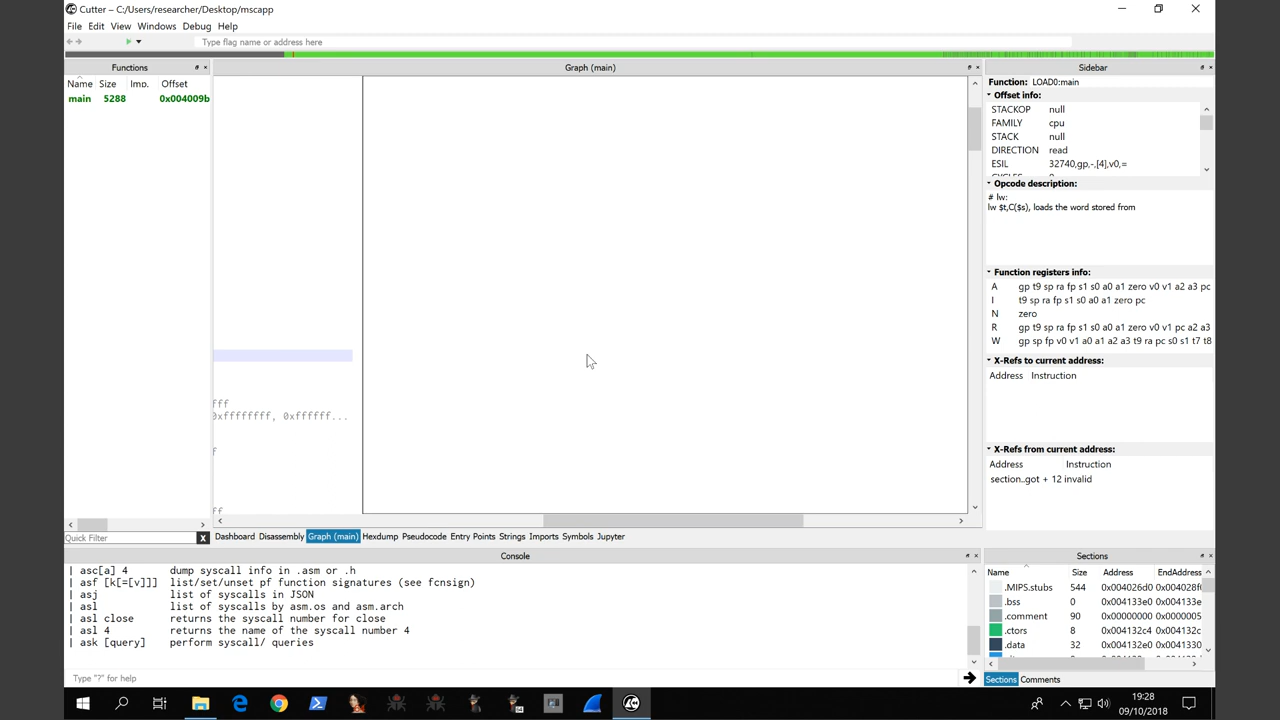 Cutter – C:/Users/researcher/Desktop/mscapp
File Edit View Windows Debug Help
Type flag name or address here
Functions
Name Size Imp. Offset
main 5288 0x004009b
Graph (main)
fff
0xffffffff, 0xffffff...
f
ff
Sidebar
Function: LOAD0:main
Offset info:
STACKOP null
FAMILY cpu
STACK null
DIRECTION read
ESIL 32740,gp,-,[4],v0,=
Opcode description:
# lw:
lw $t,C($s), loads the word stored from
Function registers info:
A gp t9 sp ra fp s1 s0 a0 a1 zero v0 v1 a2 a3 pc
I t9 sp ra fp s1 s0 a0 a1 zero pc
N zero
R gp t9 sp ra fp s1 s0 a0 a1 zero v0 v1 pc a2 a3
W gp sp fp v0 v1 a0 a1 a2 a3 t9 ra pc s0 s1 t7 t8
X-Refs to current address:
Address Instruction
X-Refs from current address:
Address Instruction
section..got + 12 invalid
Quick Filter X
Dashboard Disassembly Graph (main) Hexdump Pseudocode Entry Points Strings Imports Symbols Jupyter
Console
| asc[a] 4 dump syscall info in .asm or .h
| asf [k[=[v]]] list/set/unset pf function signatures (see fcnsign)
| asj list of syscalls in JSON
| asl list of syscalls by asm.os and asm.arch
| asl close returns the syscall number for close
| asl 4 returns the name of the syscall number 4
| ask [query] perform syscall/ queries
Type "?" for help
Sections
Name Size Address EndAddress
.MIPS.stubs 544 0x004026d0 0x004028f0
.bss 0 0x004133e0 0x004133e0
.comment 90 0x00000000 0x0000005
.ctors 8 0x004132c4 0x004132c
.data 32 0x004132e0 0x0041330
Sections Comments
64
19:28
09/10/2018